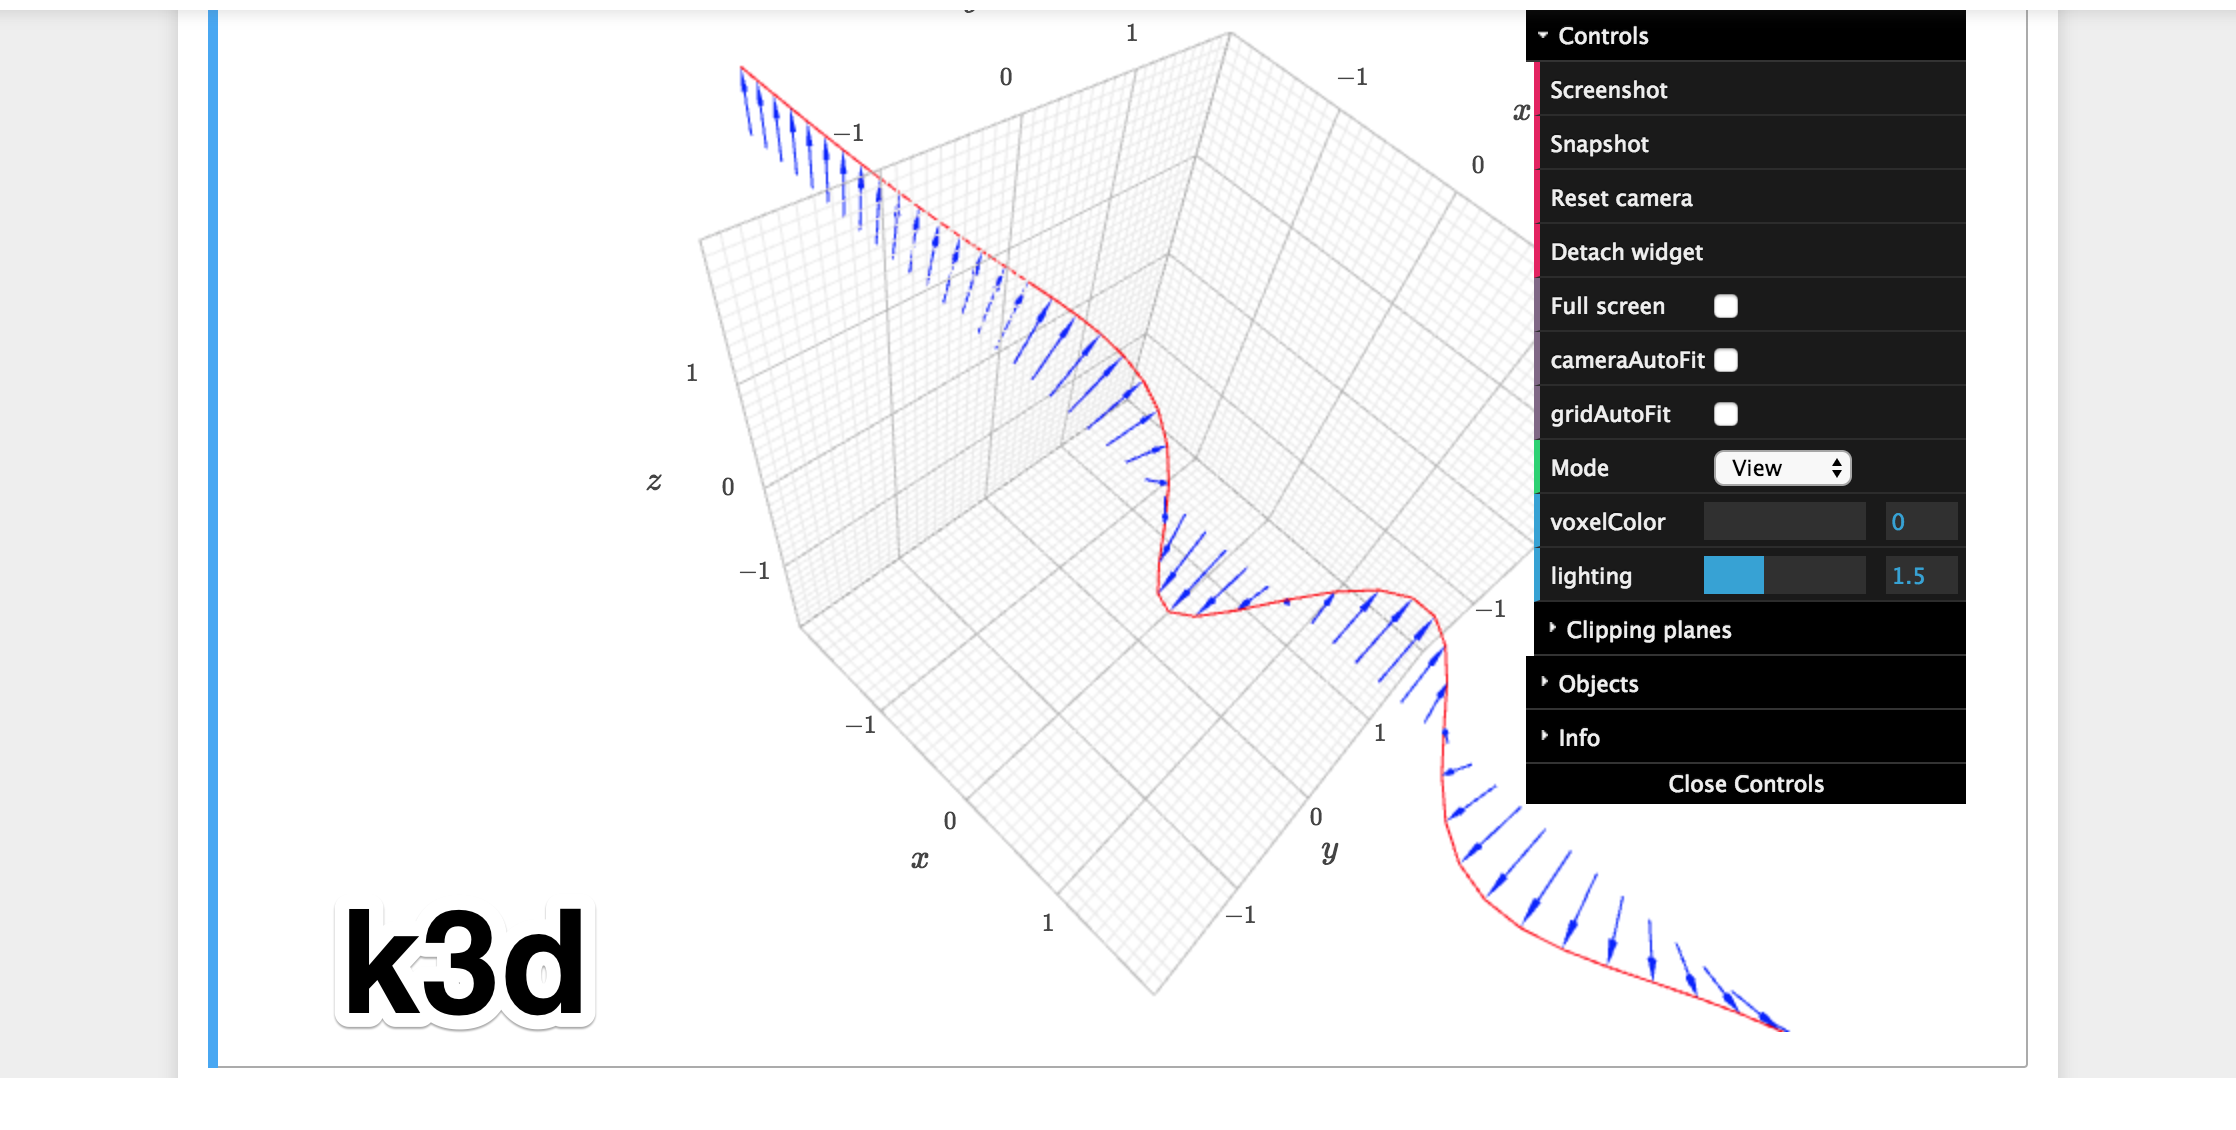 1
0
−1
−1
x
0
1
z
0
−1
−1
0
x
1
−1
1
0
y
−1
k3d
Controls
Screenshot
Snapshot
Reset camera
Detach widget
Full screen
cameraAutoFit
gridAutoFit
Mode View
voxelColor 0
lighting 1.5
Clipping planes
Objects
Info
Close Controls